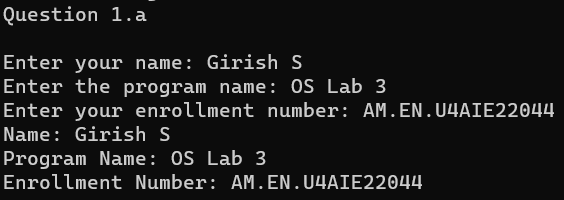 Question 1.a
Enter your name: Girish S
Enter the program name: OS Lab 3
Enter your enrollment number: AM.EN.U4AIE22044
Name: Girish S
Program Name: OS Lab 3
Enrollment Number: AM.EN.U4AIE22044